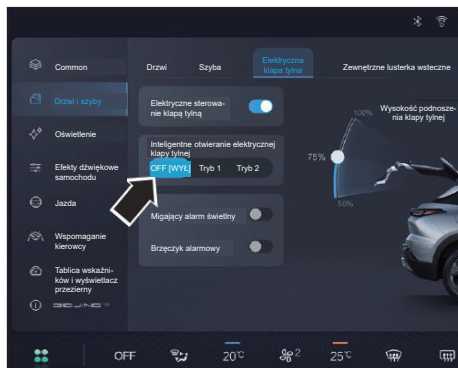 Common
Drzwi i szyby
Oświetlenie
Efekty dźwiękowe
samochodu
Jazda
Wspomaganie
kierowcy
Tablica wskaźni-
ków i wyświetlacz
przezierny
Drzwi
Szyba
Elektryczna
klapa tylna
Zewnętrzne lusterka wsteczne
Elektryczne sterowa-
nie klapą tylną
Inteligentne otwieranie elektrycznej
klapy tylnej
OFF [WYŁ]
Tryb 1
Tryb 2
Migający alarm świetlny
Brzęczyk alarmowy
Wysokość podnosze-
nia klapy tylnej
100%
75%
50%
OFF
20°C
2
25°C